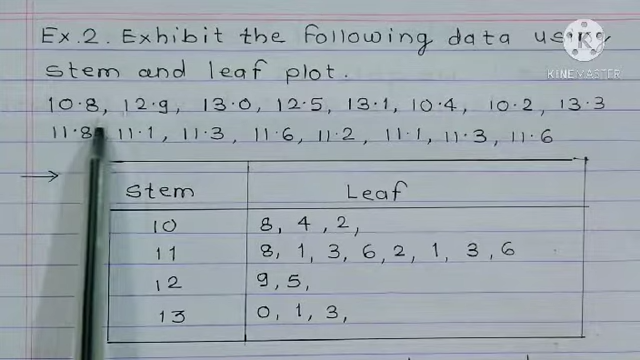 Ex. 2. Exhibit the following data using
stem and leaf plot.
10.8, 12.9, 13.0, 12.5, 13.1, 10.4, 10.2, 13.3
11.8 11.1, 11.3, 11.6, 11.2, 11.1, 11.3, 11.6
Stem Leaf
10 8, 4, 2,
11 8, 1, 3, 6, 2, 1, 3, 6
12 9, 5,
13 0, 1, 3,
KINEMASTER